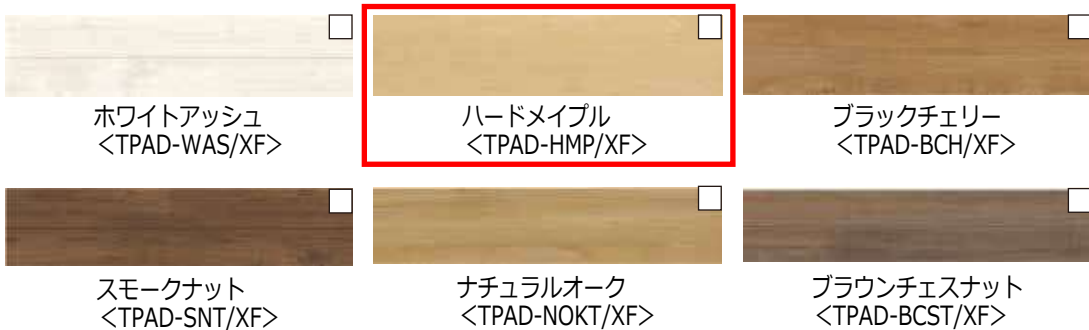 ホワイトアッシュ
<TPAD-WAS/XF>
ハードメイプル
<TPAD-HMP/XF>
ブラックチェリー
<TPAD-BCH/XF>
スモークナット
<TPAD-SNT/XF>
ナチュラルオーク
<TPAD-NOKT/XF>
ブラウンチェスナット
<TPAD-BCST/XF>